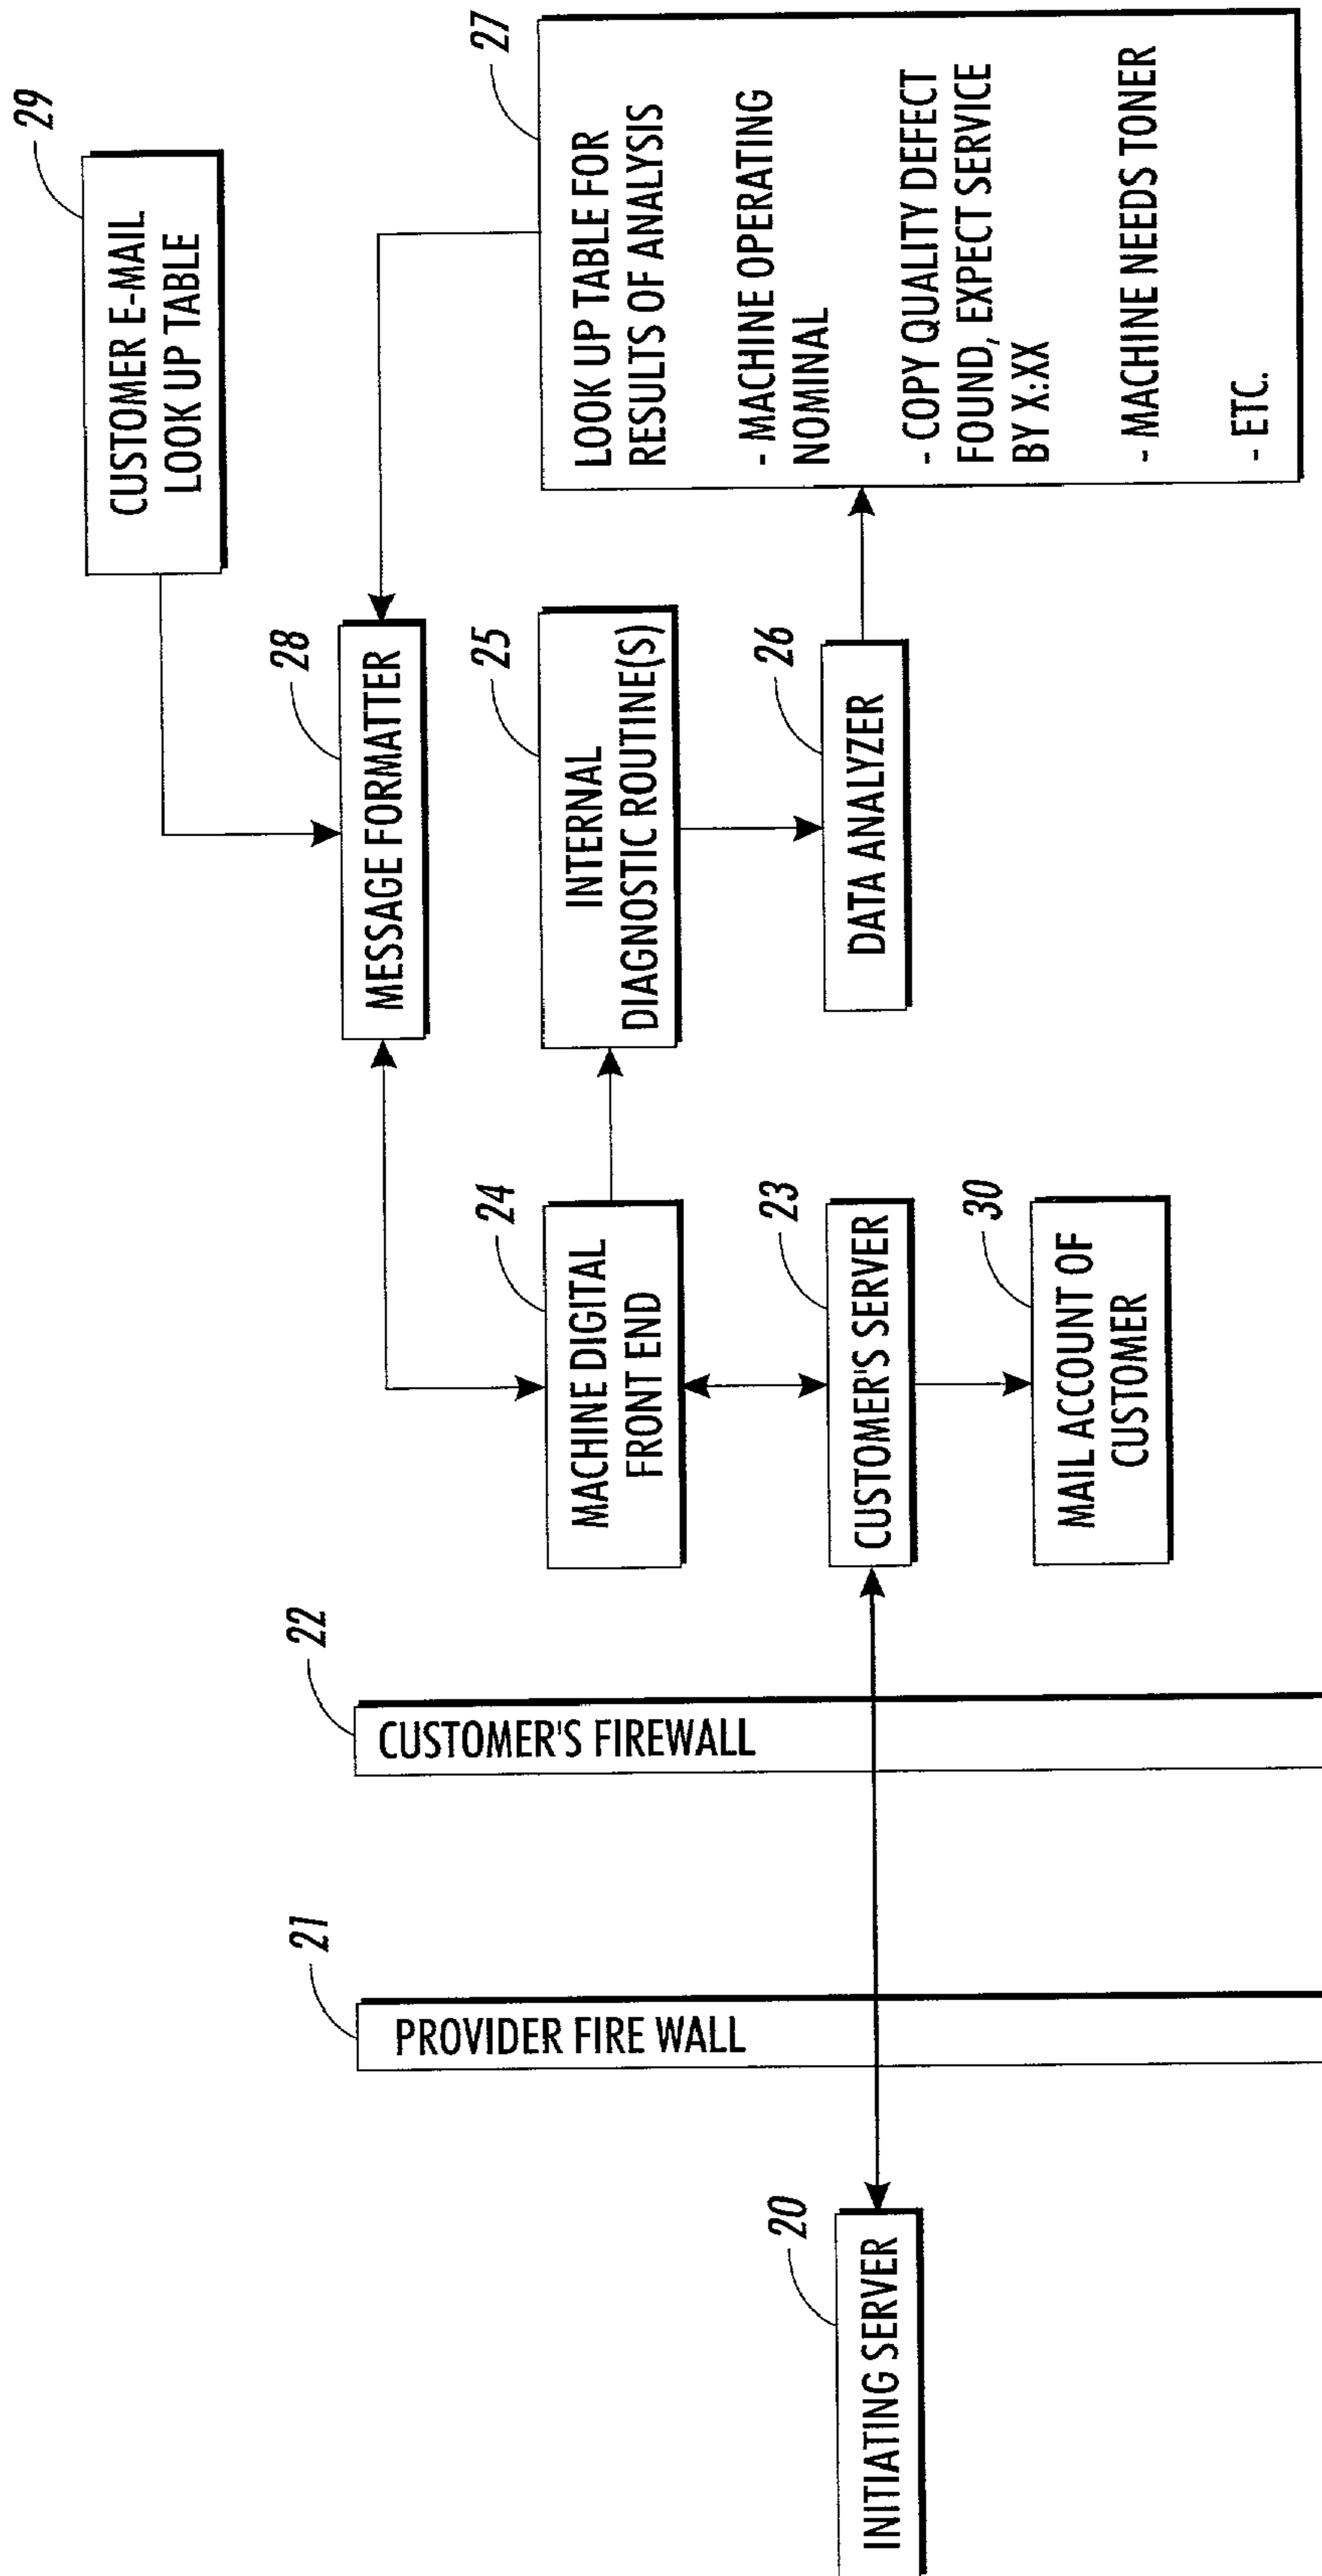 29
CUSTOMER E-MAIL
LOOK UP TABLE
28
MESSAGE FORMATTER
27
LOOK UP TABLE FOR
RESULTS OF ANALYSIS
- MACHINE OPERATING
NOMINAL
- COPY QUALITY DEFECT
FOUND, EXPECT SERVICE
BY X:XX
- MACHINE NEEDS TONER
- ETC.
25
INTERNAL
DIAGNOSTIC ROUTINE(S)
26
DATA ANALYZER
24
MACHINE DIGITAL
FRONT END
23
CUSTOMER'S SERVER
30
MAIL ACCOUNT OF
CUSTOMER
22
CUSTOMER'S FIREWALL
21
PROVIDER FIRE WALL
20
INITIATING SERVER